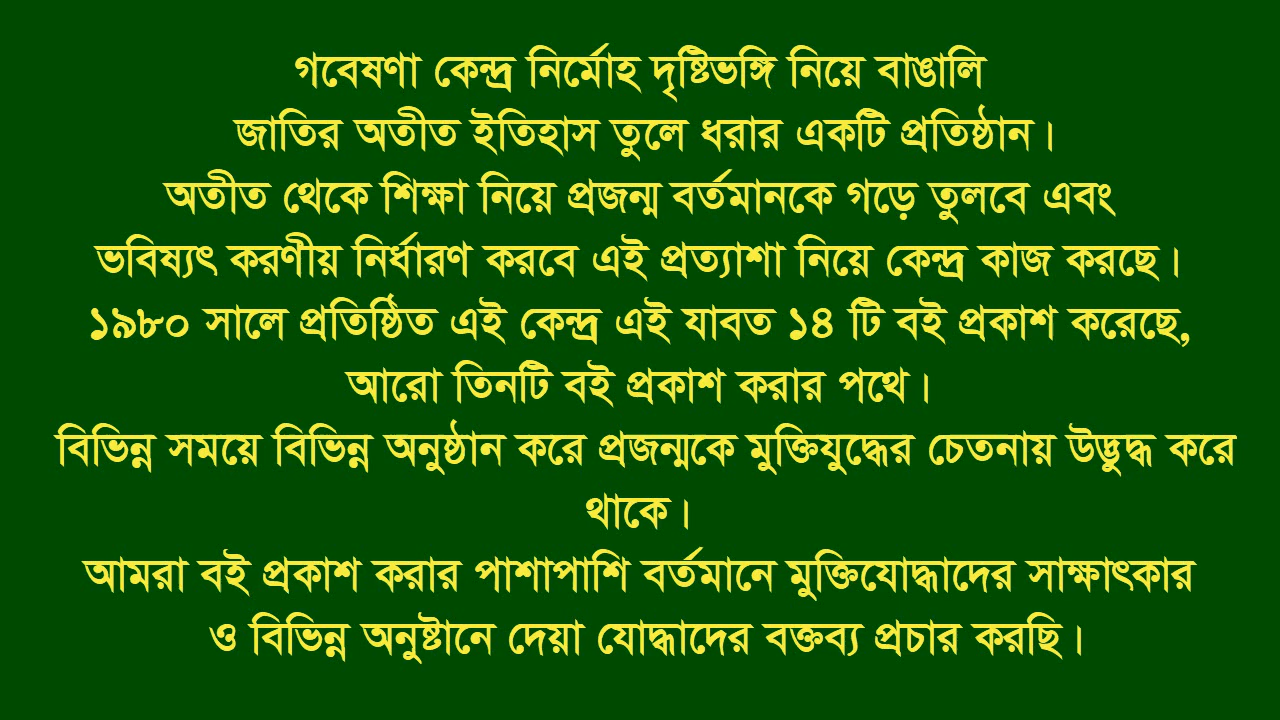 গবেষণা কেন্দ্র নির্মোহ দৃষ্টিভঙ্গি নিয়ে বাঙালি
জাতির অতীত ইতিহাস তুলে ধরার একটি প্রতিষ্ঠান।
অতীত থেকে শিক্ষা নিয়ে প্রজন্ম বর্তমানকে গড়ে তুলবে এবং
ভবিষ্যৎ করণীয় নির্ধারণ করবে এই প্রত্যাশা নিয়ে কেন্দ্র কাজ করছে।
১৯৮০ সালে প্রতিষ্ঠিত এই কেন্দ্র এই যাবত ১৪ টি বই প্রকাশ করেছে,
আরো তিনটি বই প্রকাশ করার পথে।
বিভিন্ন সময়ে বিভিন্ন অনুষ্ঠান করে প্রজন্মকে মুক্তিযুদ্ধের চেতনায় উদ্ভুদ্ধ করে
থাকে।
আমরা বই প্রকাশ করার পাশাপাশি বর্তমানে মুক্তিযোদ্ধাদের সাক্ষাৎকার
ও বিভিন্ন অনুষ্টানে দেয়া যোদ্ধাদের বক্তব্য প্রচার করছি।